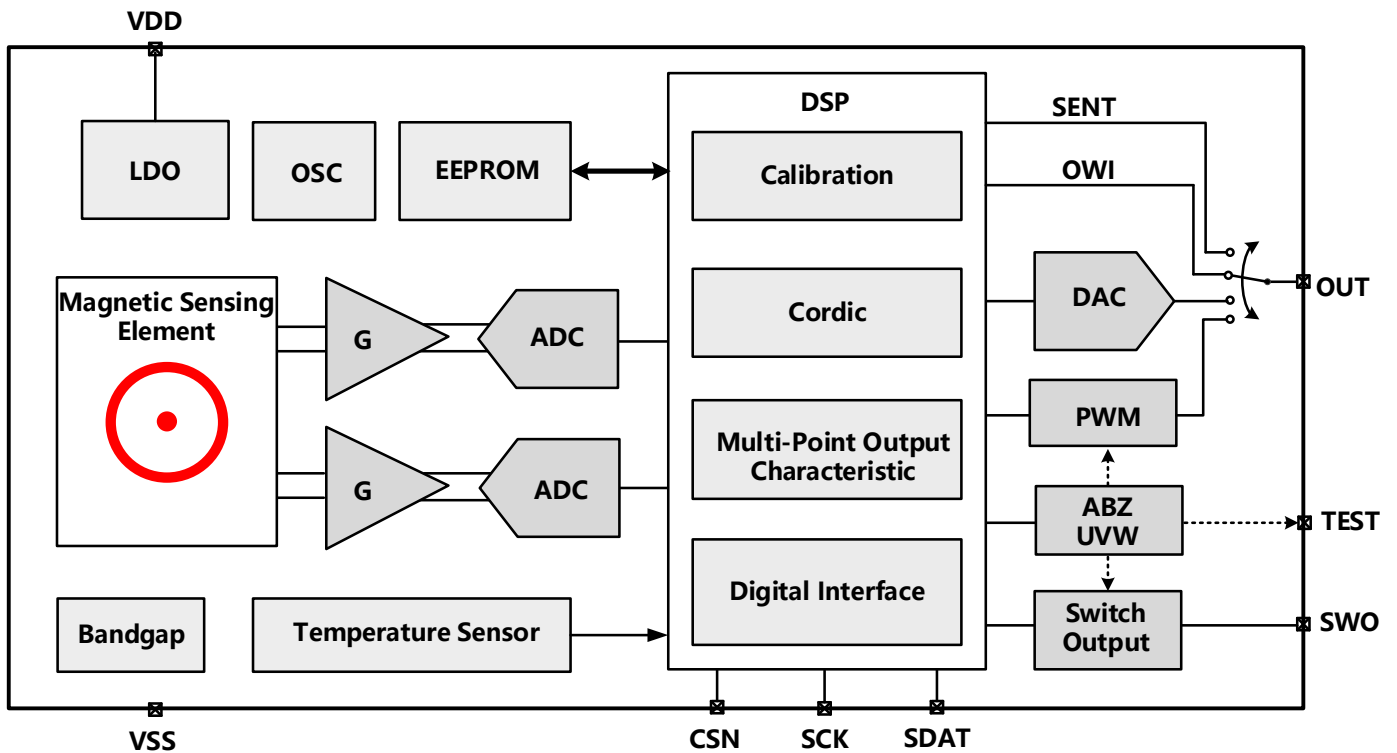 VDD
DSP
SENT
LDO
OSC
EEPROM
Calibration
OWI
Magnetic Sensing
Element
G
ADC
Cordic
DAC
OUT
Multi-Point Output
Characteristic
PWM
G
ADC
ABZ
UVW
TEST
Bandgap
Temperature Sensor
Digital Interface
Switch
Output
SWO
VSS
CSN
SCK
SDAT